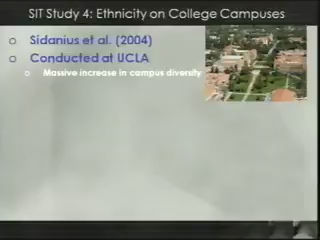 SIT Study 4: Ethnicity on College Campuses
Sidanius et al. (2004)
Conducted at UCLA
Massive increase in campus diversity